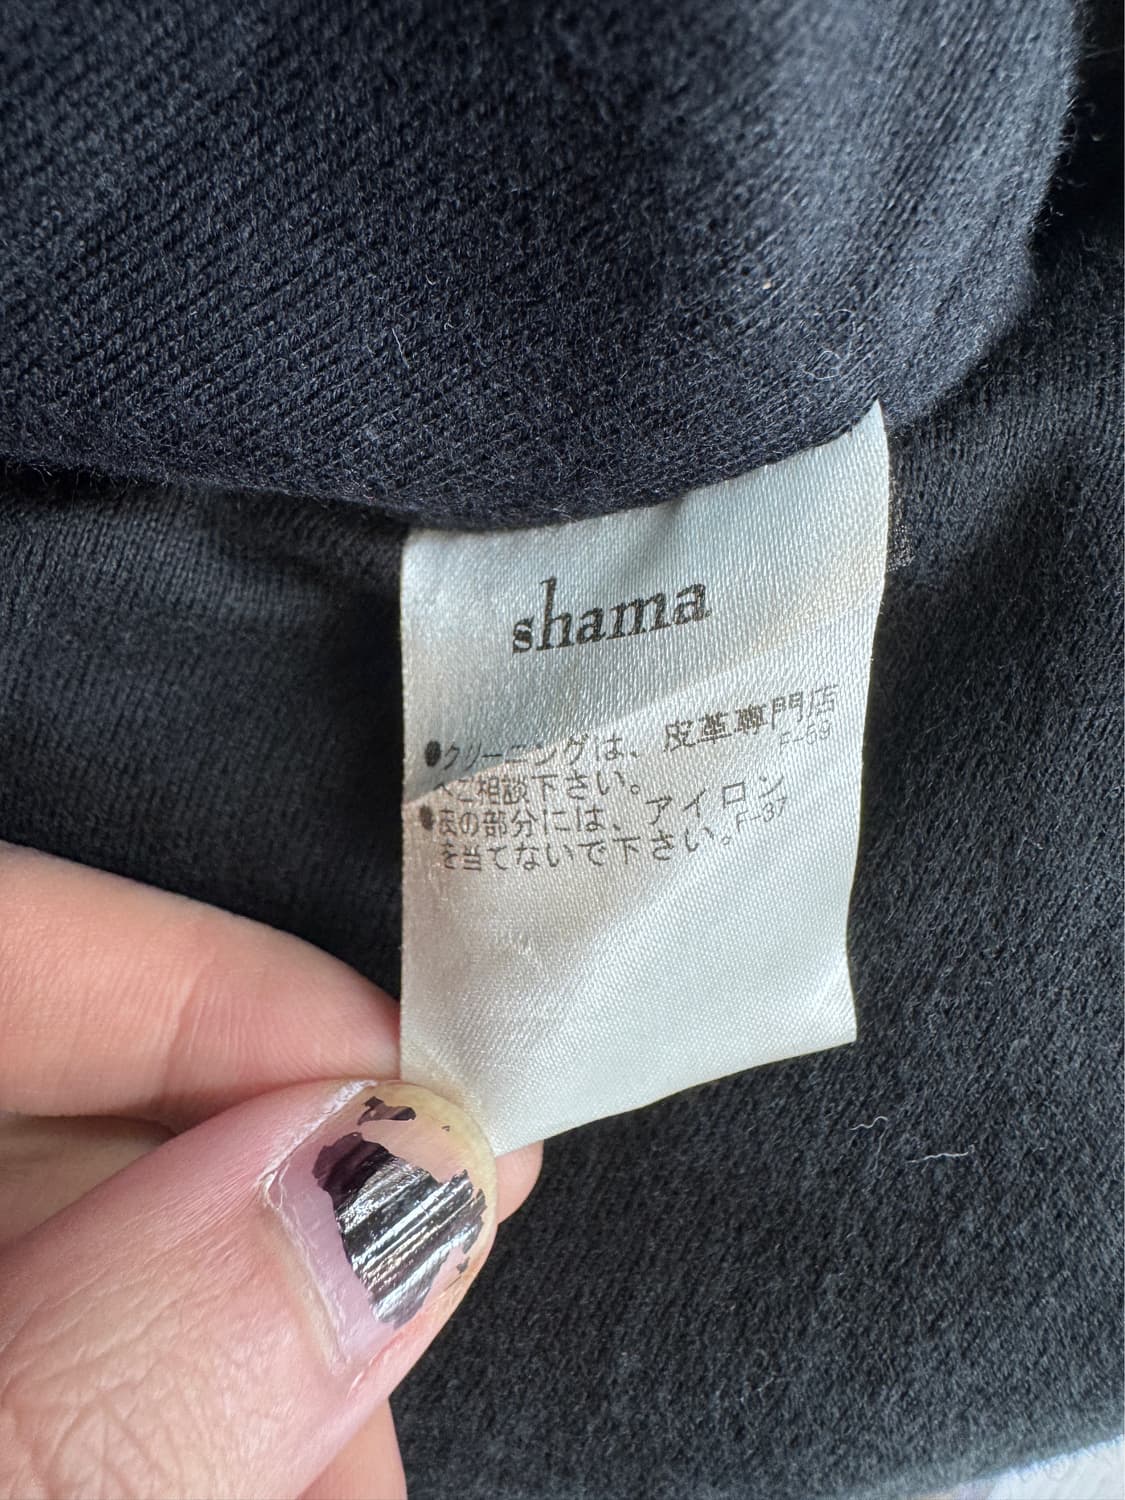 shama
●クリーニングは、皮革専門店
へご相談下さい。 F-69
●皮の部分には、アイロン
を当てないで下さい。F-37